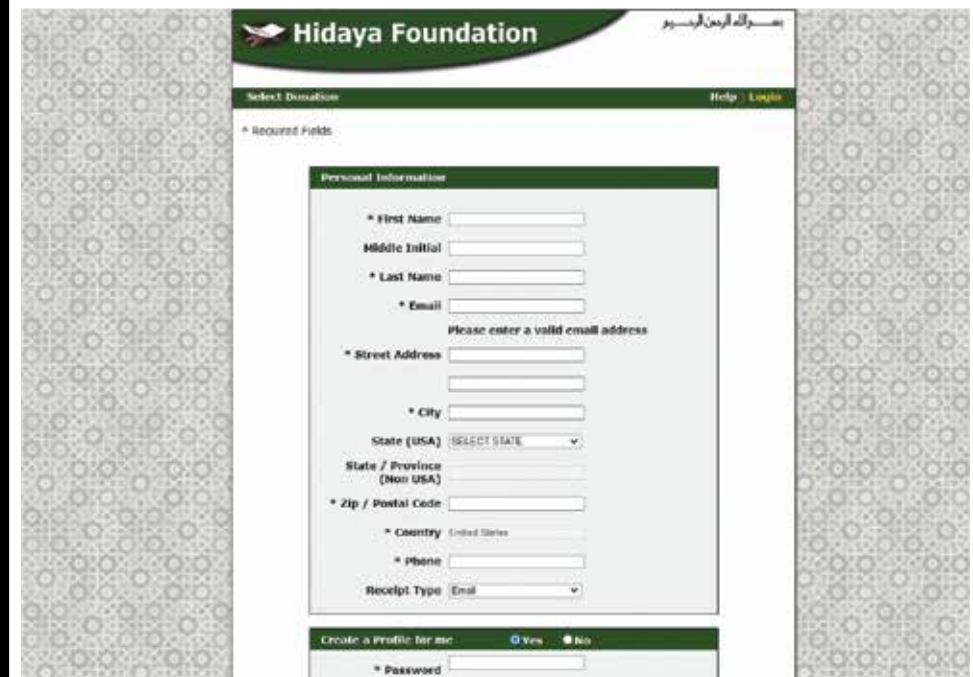 Hidaya Foundation
بسم الله الرحمن الرحيم
Select Donation
Help | Login
* Required Fields
Personal Information
* First Name
Middle Initial
* Last Name
* Email
Please enter a valid email address
* Street Address
* City
State (USA) SELECT STATE
State / Province
(Non USA)
* Zip / Postal Code
* Country United States
* Phone
Receipt Type Email
Create a Profile for me Yes No
* Password